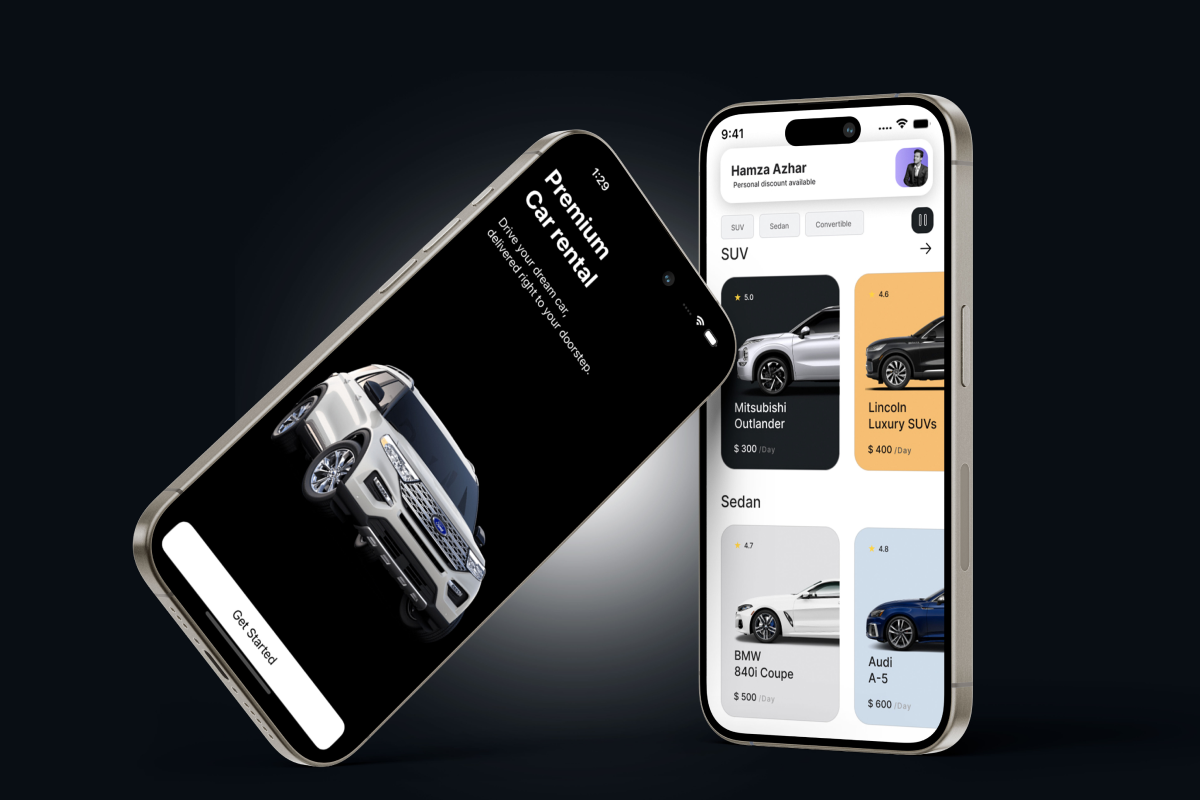 1:29
Premium
Car rental
Drive your dream car,
delivered right to your doorstep.
Get Started
9:41
Hamza Azhar
Personal discount available
SUV
Sedan
Convertible
SUV
5.0
Mitsubishi
Outlander
$ 300 /Day
4.6
Lincoln
Luxury SUVs
$ 400 /Day
Sedan
4.7
BMW
840i Coupe
$ 500 /Day
4.8
Audi
A-5
$ 600 /Day